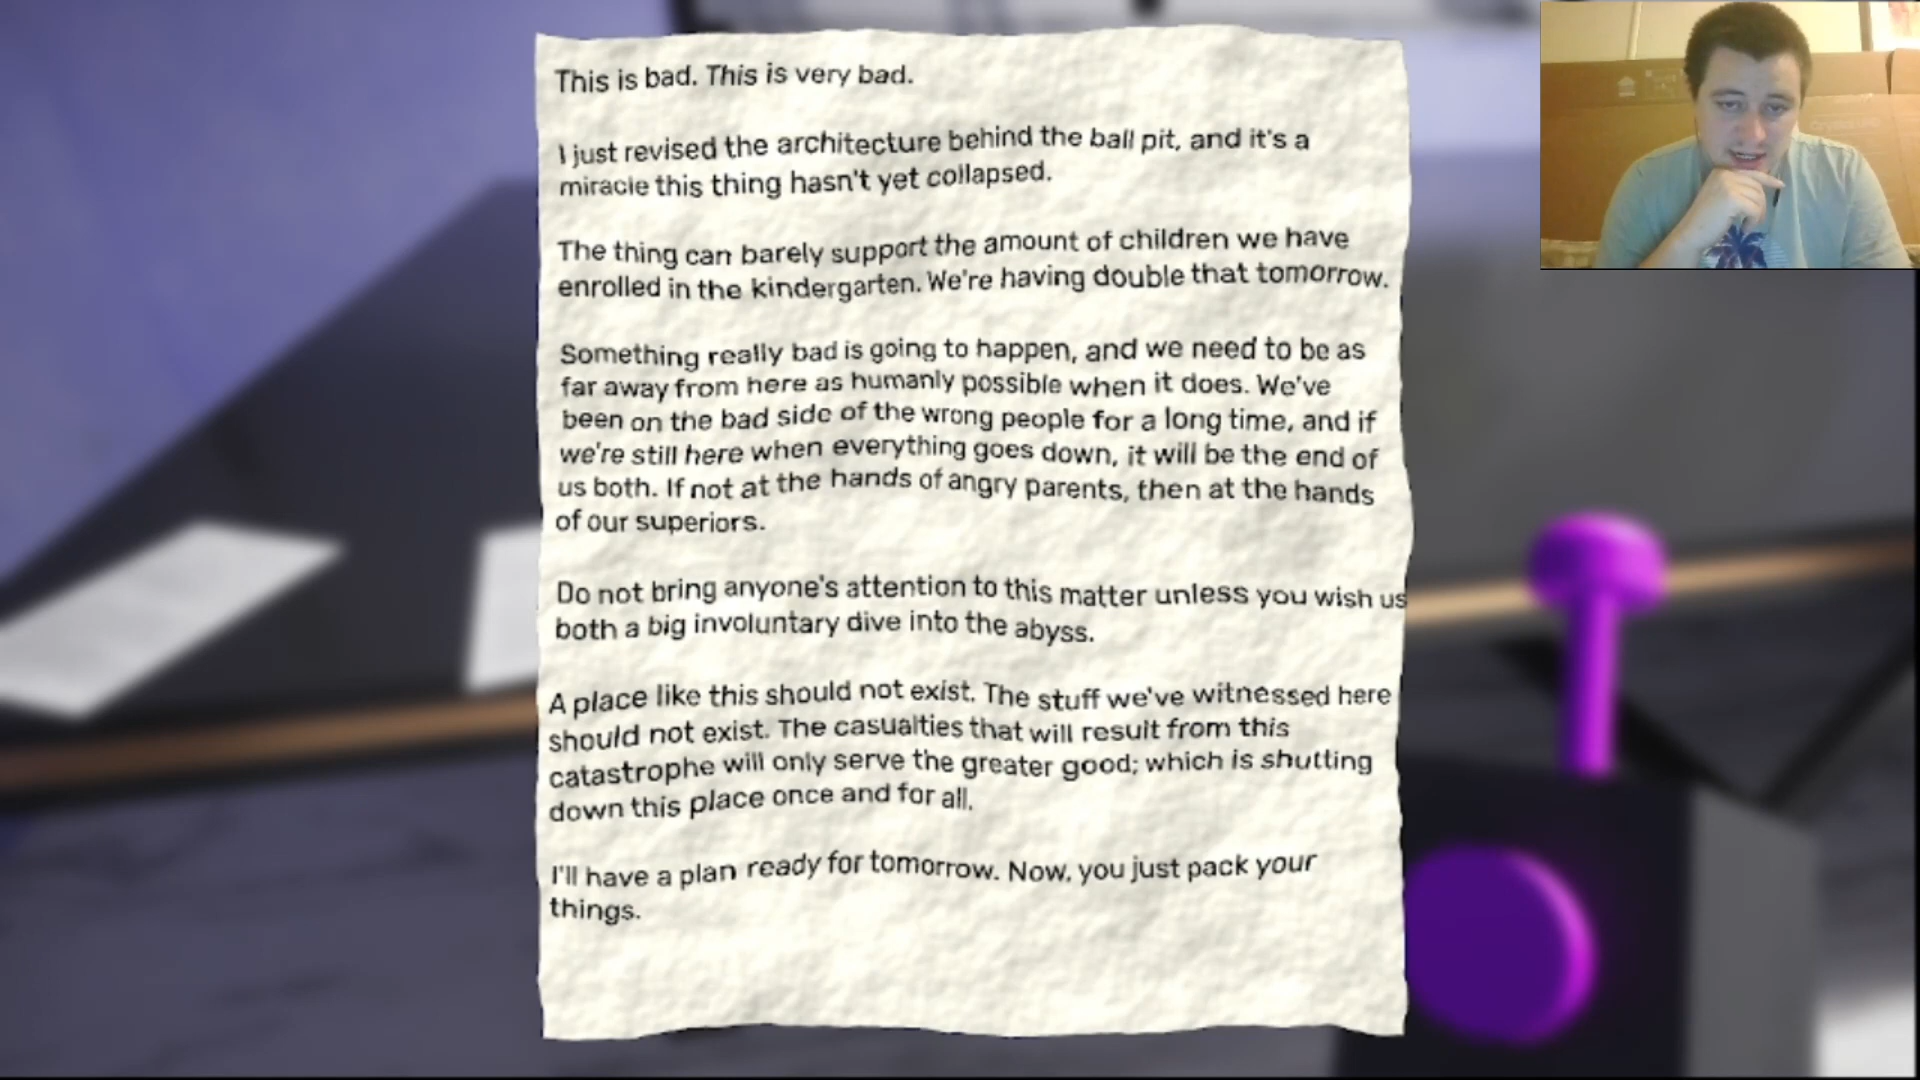 This is bad. This is very bad.
I just revised the architecture behind the ball pit, and it's a
miracle this thing hasn't yet collapsed.
The thing can barely support the amount of children we have
enrolled in the kindergarten. We're having double that tomorrow.
Something really bad is going to happen, and we need to be as
far away from here as humanly possible when it does. We've
been on the bad side of the wrong people for a long time, and if
we're still here when everything goes down, it will be the end of
us both. If not at the hands of angry parents, then at the hands
of our superiors.
Do not bring anyone's attention to this matter unless you wish us
both a big involuntary dive into the abyss.
A place like this should not exist. The stuff we've witnessed here
should not exist. The casualties that will result from this
catastrophe will only serve the greater good; which is shutting
down this place once and for all.
I'll have a plan ready for tomorrow. Now, you just pack your
things.